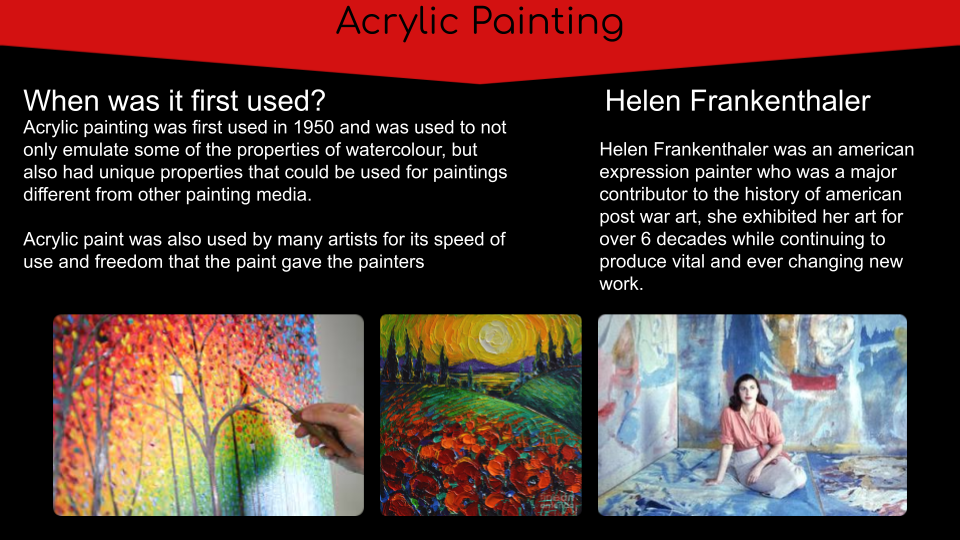 Acrylic Painting
When was it first used?
Acrylic painting was first used in 1950 and was used to not
only emulate some of the properties of watercolour, but
also had unique properties that could be used for paintings
different from other painting media.
Acrylic paint was also used by many artists for its speed of
use and freedom that the paint gave the painters
Helen Frankenthaler
Helen Frankenthaler was an american
expression painter who was a major
contributor to the history of american
post war art, she exhibited her art for
over 6 decades while continuing to
produce vital and ever changing new
work.